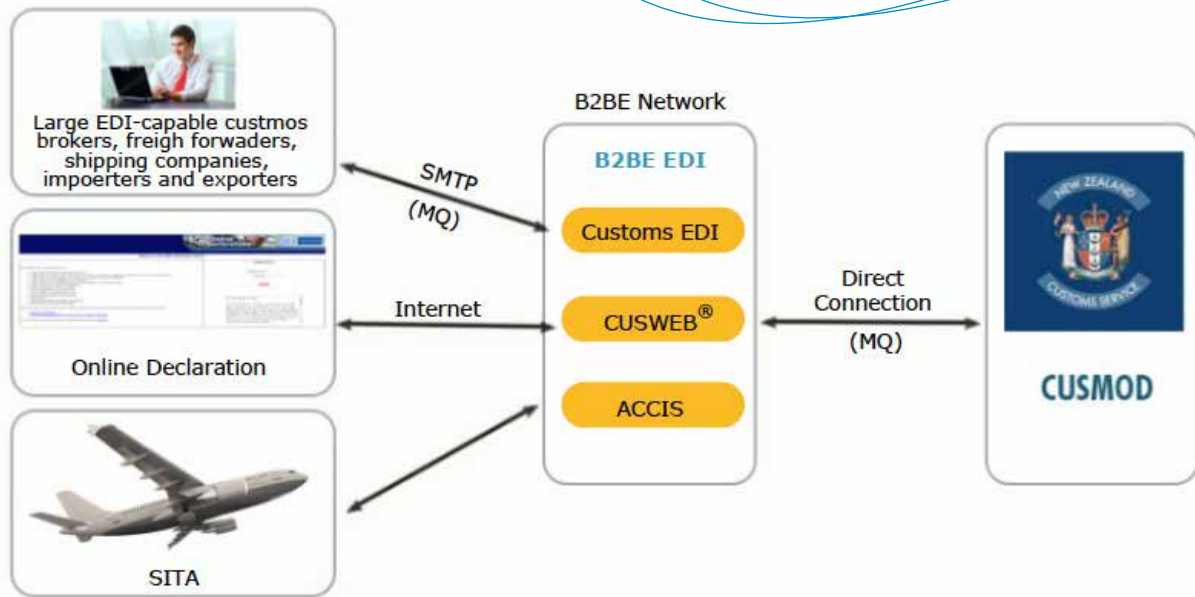 Large EDI-capable custmos
brokers, freigh forwaders,
shipping companies,
impoerters and exporters
SMTP
(MQ)
Online Declaration
Internet
SITA
B2BE Network
B2BE EDI
Customs EDI
CUSWEB®
ACCIS
Direct
Connection
(MQ)
NEW ZEALAND
CUSTOMS SERVICE
CUSMOD